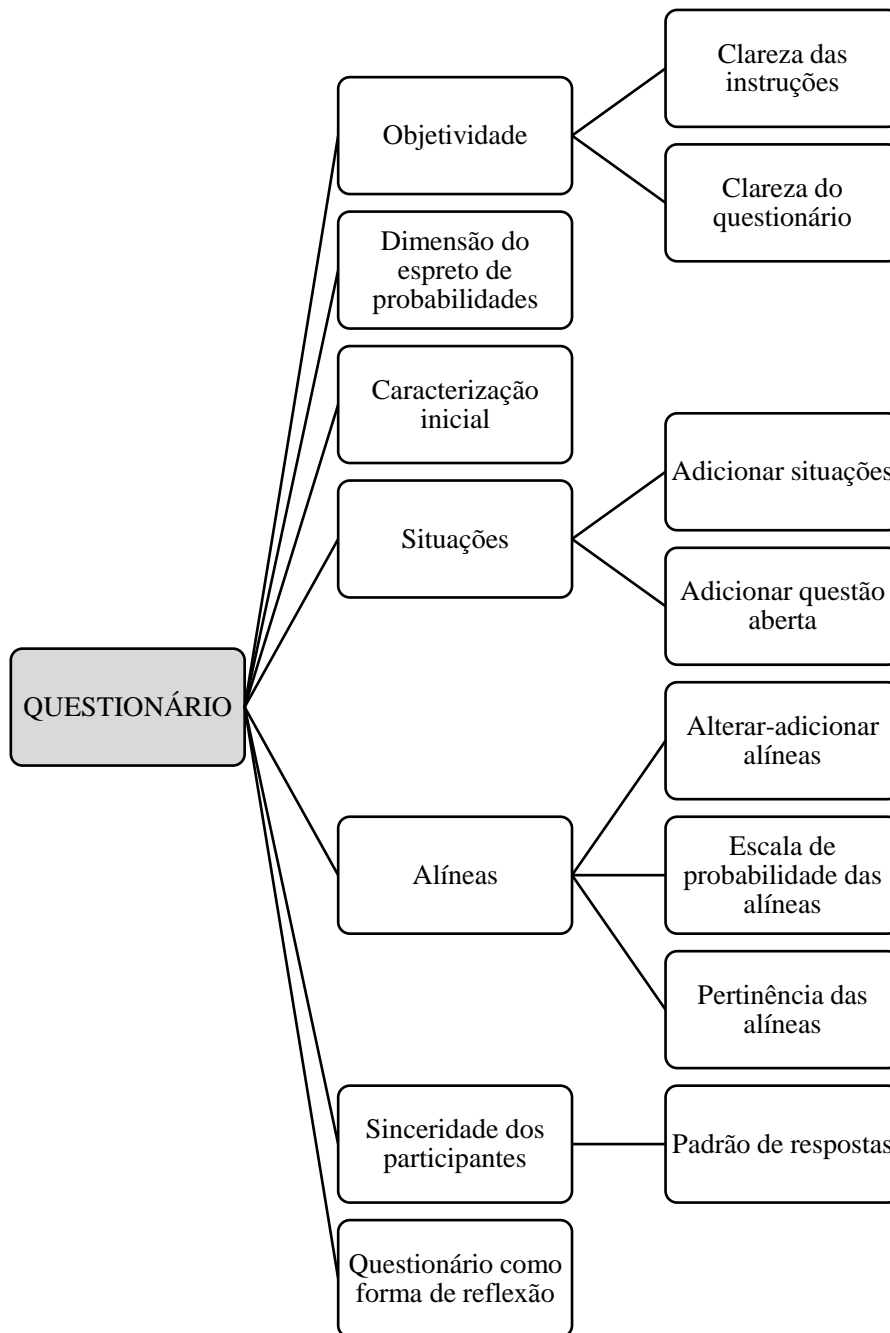 Clareza das
instruções
Objetividade
Clareza do
questionário
Dimensão do
espreto de
probabilidades
Caracterização
inicial
Adicionar situações
Situações
Adicionar questão
aberta
QUESTIONÁRIO
Alterar-adicionar
alíneas
Alíneas
Escala de
probabilidade das
alíneas
Pertinência das
alíneas
Sinceridade dos
participantes
Padrão de respostas
Questionário como
forma de reflexão